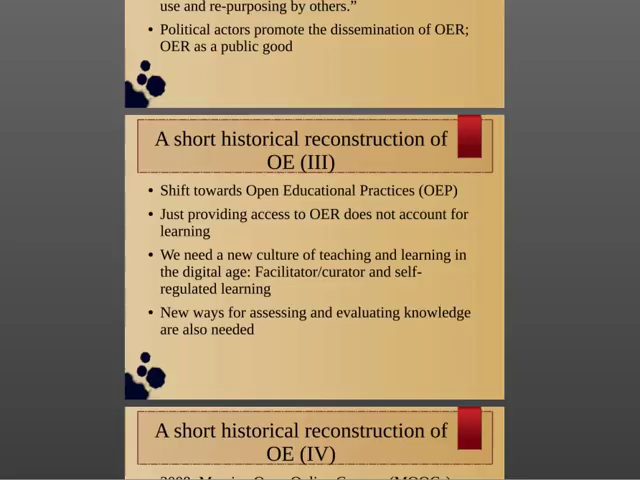 use and re-purposing by others.”
• Political actors promote the dissemination of OER;
OER as a public good
A short historical reconstruction of
OE (III)
• Shift towards Open Educational Practices (OEP)
• Just providing access to OER does not account for
learning
• We need a new culture of teaching and learning in
the digital age: Facilitator/curator and self-
regulated learning
• New ways for assessing and evaluating knowledge
are also needed
A short historical reconstruction of
OE (IV)